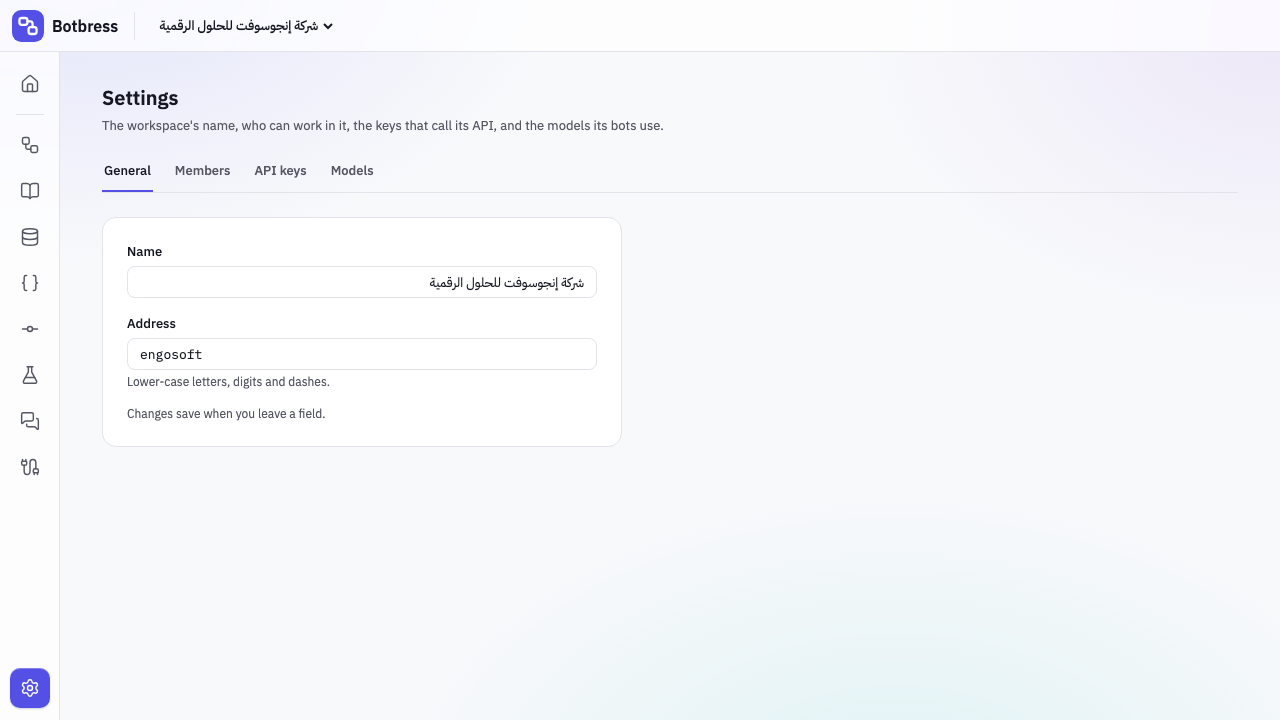 Botbress
شركة إنجوسوفت للحلول الرقمية
Settings
The workspace's name, who can work in it, the keys that call its API, and the models its bots use.
General Members API keys Models
Name
شركة إنجوسوفت للحلول الرقمية
Address
engosoft
Lower-case letters, digits and dashes.
Changes save when you leave a field.